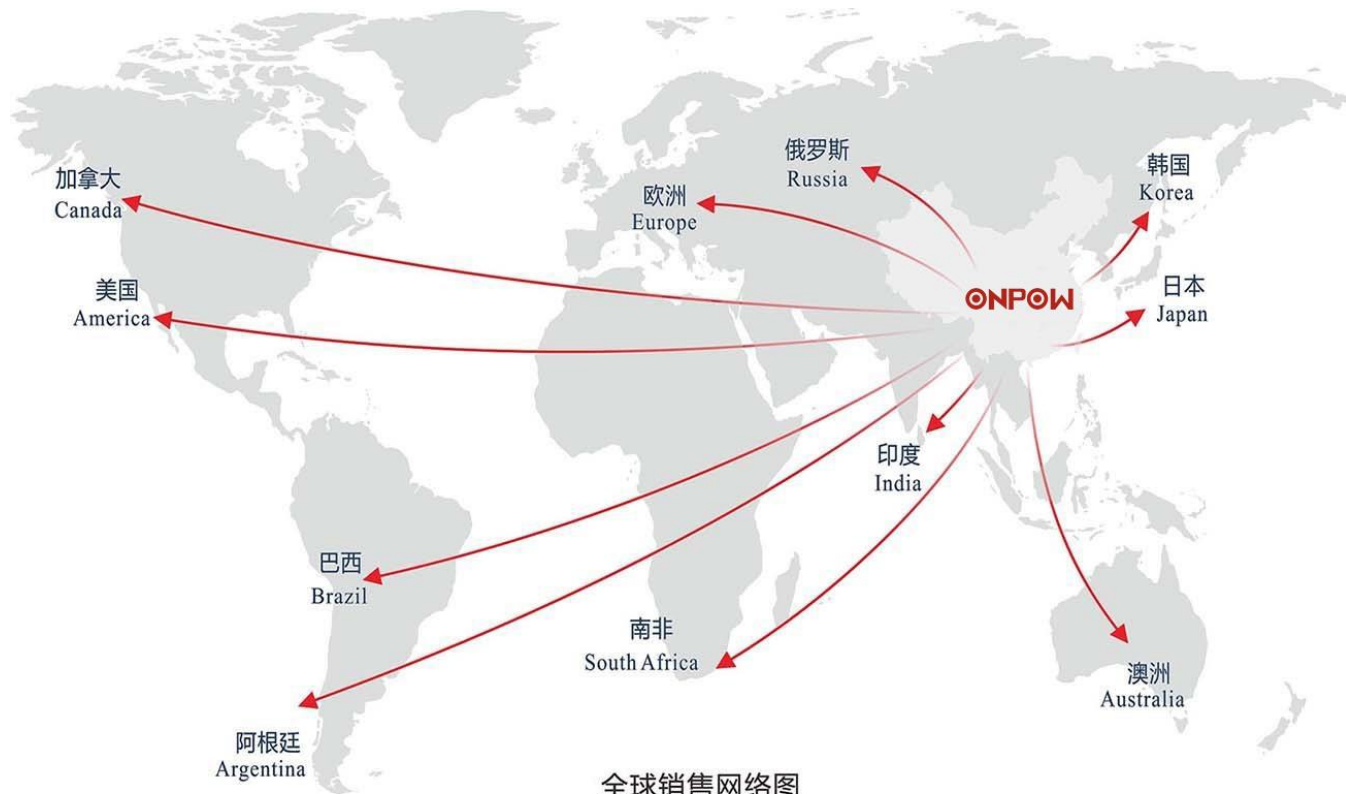 加拿大
Canada
美国
America
欧洲
Europe
俄罗斯
Russia
韩国
Korea
ONPOW
日本
Japan
印度
India
巴西
Brazil
南非
South Africa
澳洲
Australia
阿根廷
Argentina
全球销售网络图